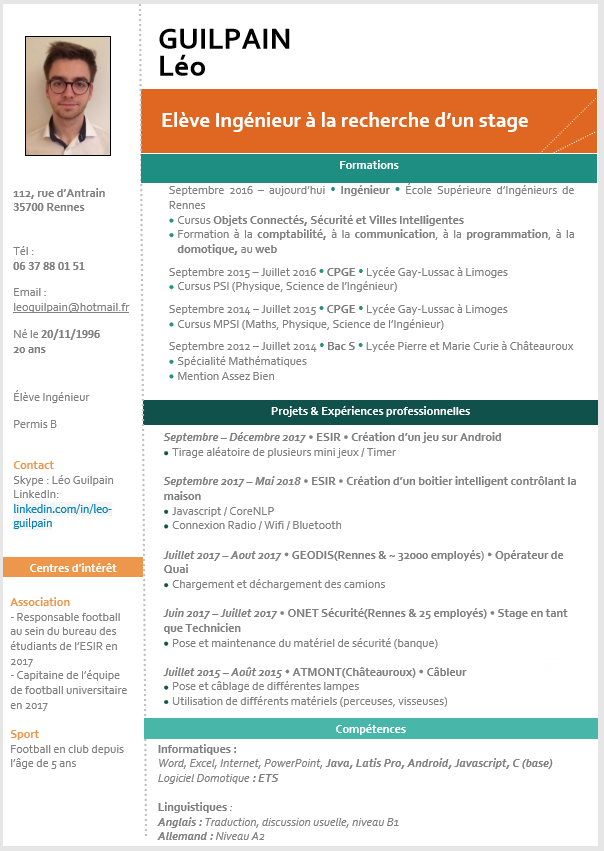 GUILPAIN
Léo
Elève Ingénieur à la recherche d'un stage
112, rue d'Antrain
35700 Rennes
Tél :
06 37 88 01 51
Email :
leoguilpain@hotmail.fr
Né le 20/11/1996
20 ans
Élève Ingénieur
Permis B
Contact
Skype : Léo Guilpain
LinkedIn:
linkedin.com/in/leo-
guilpain
Centres d'intérêt
Association
- Responsable football
au sein du bureau des
étudiants de l'ESIR en
2017
- Capitaine de l'équipe
de football universitaire
en 2017
Sport
Football en club depuis
l'âge de 5 ans
Formations
Septembre 2016 – aujourd'hui • Ingénieur • École Supérieure d'Ingénieurs de
Rennes
• Cursus Objets Connectés, Sécurité et Villes Intelligentes
• Formation à la comptabilité, à la communication, à la programmation, à la
domotique, au web
Septembre 2015 – Juillet 2016 • CPGE • Lycée Gay-Lussac à Limoges
• Cursus PSI (Physique, Science de l'Ingénieur)
Septembre 2014 – Juillet 2015 • CPGE • Lycée Gay-Lussac à Limoges
• Cursus MPSI (Maths, Physique, Science de l'Ingénieur)
Septembre 2012 – Juillet 2014 • Bac S • Lycée Pierre et Marie Curie à Châteauroux
• Spécialité Mathématiques
• Mention Assez Bien
Projets & Expériences professionnelles
Septembre – Décembre 2017 • ESIR • Création d'un jeu sur Android
• Tirage aléatoire de plusieurs mini jeux / Timer
Septembre 2017 – Mai 2018 • ESIR • Création d'un boitier intelligent contrôlant la
maison
• Javascript / CoreNLP
• Connexion Radio / Wifi / Bluetooth
Juillet 2017 – Aout 2017 • GEODIS(Rennes & ~ 32000 employés) • Opérateur de
Quai
• Chargement et déchargement des camions
Juin 2017 – Juillet 2017 • ONET Sécurité(Rennes & 25 employés) • Stage en tant
que Technicien
• Pose et maintenance du matériel de sécurité (banque)
Juillet 2015 – Août 2015 • ATMONT(Châteauroux) • Câbleur
• Pose et câblage de différentes lampes
• Utilisation de différents matériels (perceuses, visseuses)
Compétences
Informatiques :
Word, Excel, Internet, PowerPoint, Java, Latis Pro, Android, Javascript, C (base)
Logiciel Domotique : ETS
Linguistiques :
Anglais : Traduction, discussion usuelle, niveau B1
Allemand : Niveau A2